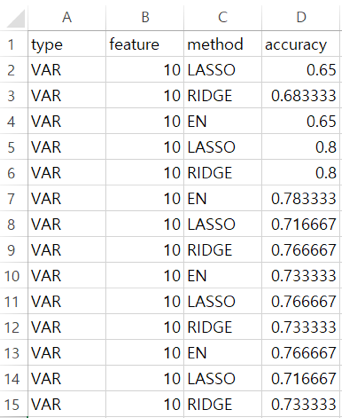 A B C D
1 type feature method accuracy
2 VAR 10 LASSO 0.65
3 VAR 10 RIDGE 0.683333
4 VAR 10 EN 0.65
5 VAR 10 LASSO 0.8
6 VAR 10 RIDGE 0.8
7 VAR 10 EN 0.783333
8 VAR 10 LASSO 0.716667
9 VAR 10 RIDGE 0.766667
10 VAR 10 EN 0.733333
11 VAR 10 LASSO 0.766667
12 VAR 10 RIDGE 0.733333
13 VAR 10 EN 0.766667
14 VAR 10 LASSO 0.716667
15 VAR 10 RIDGE 0.733333